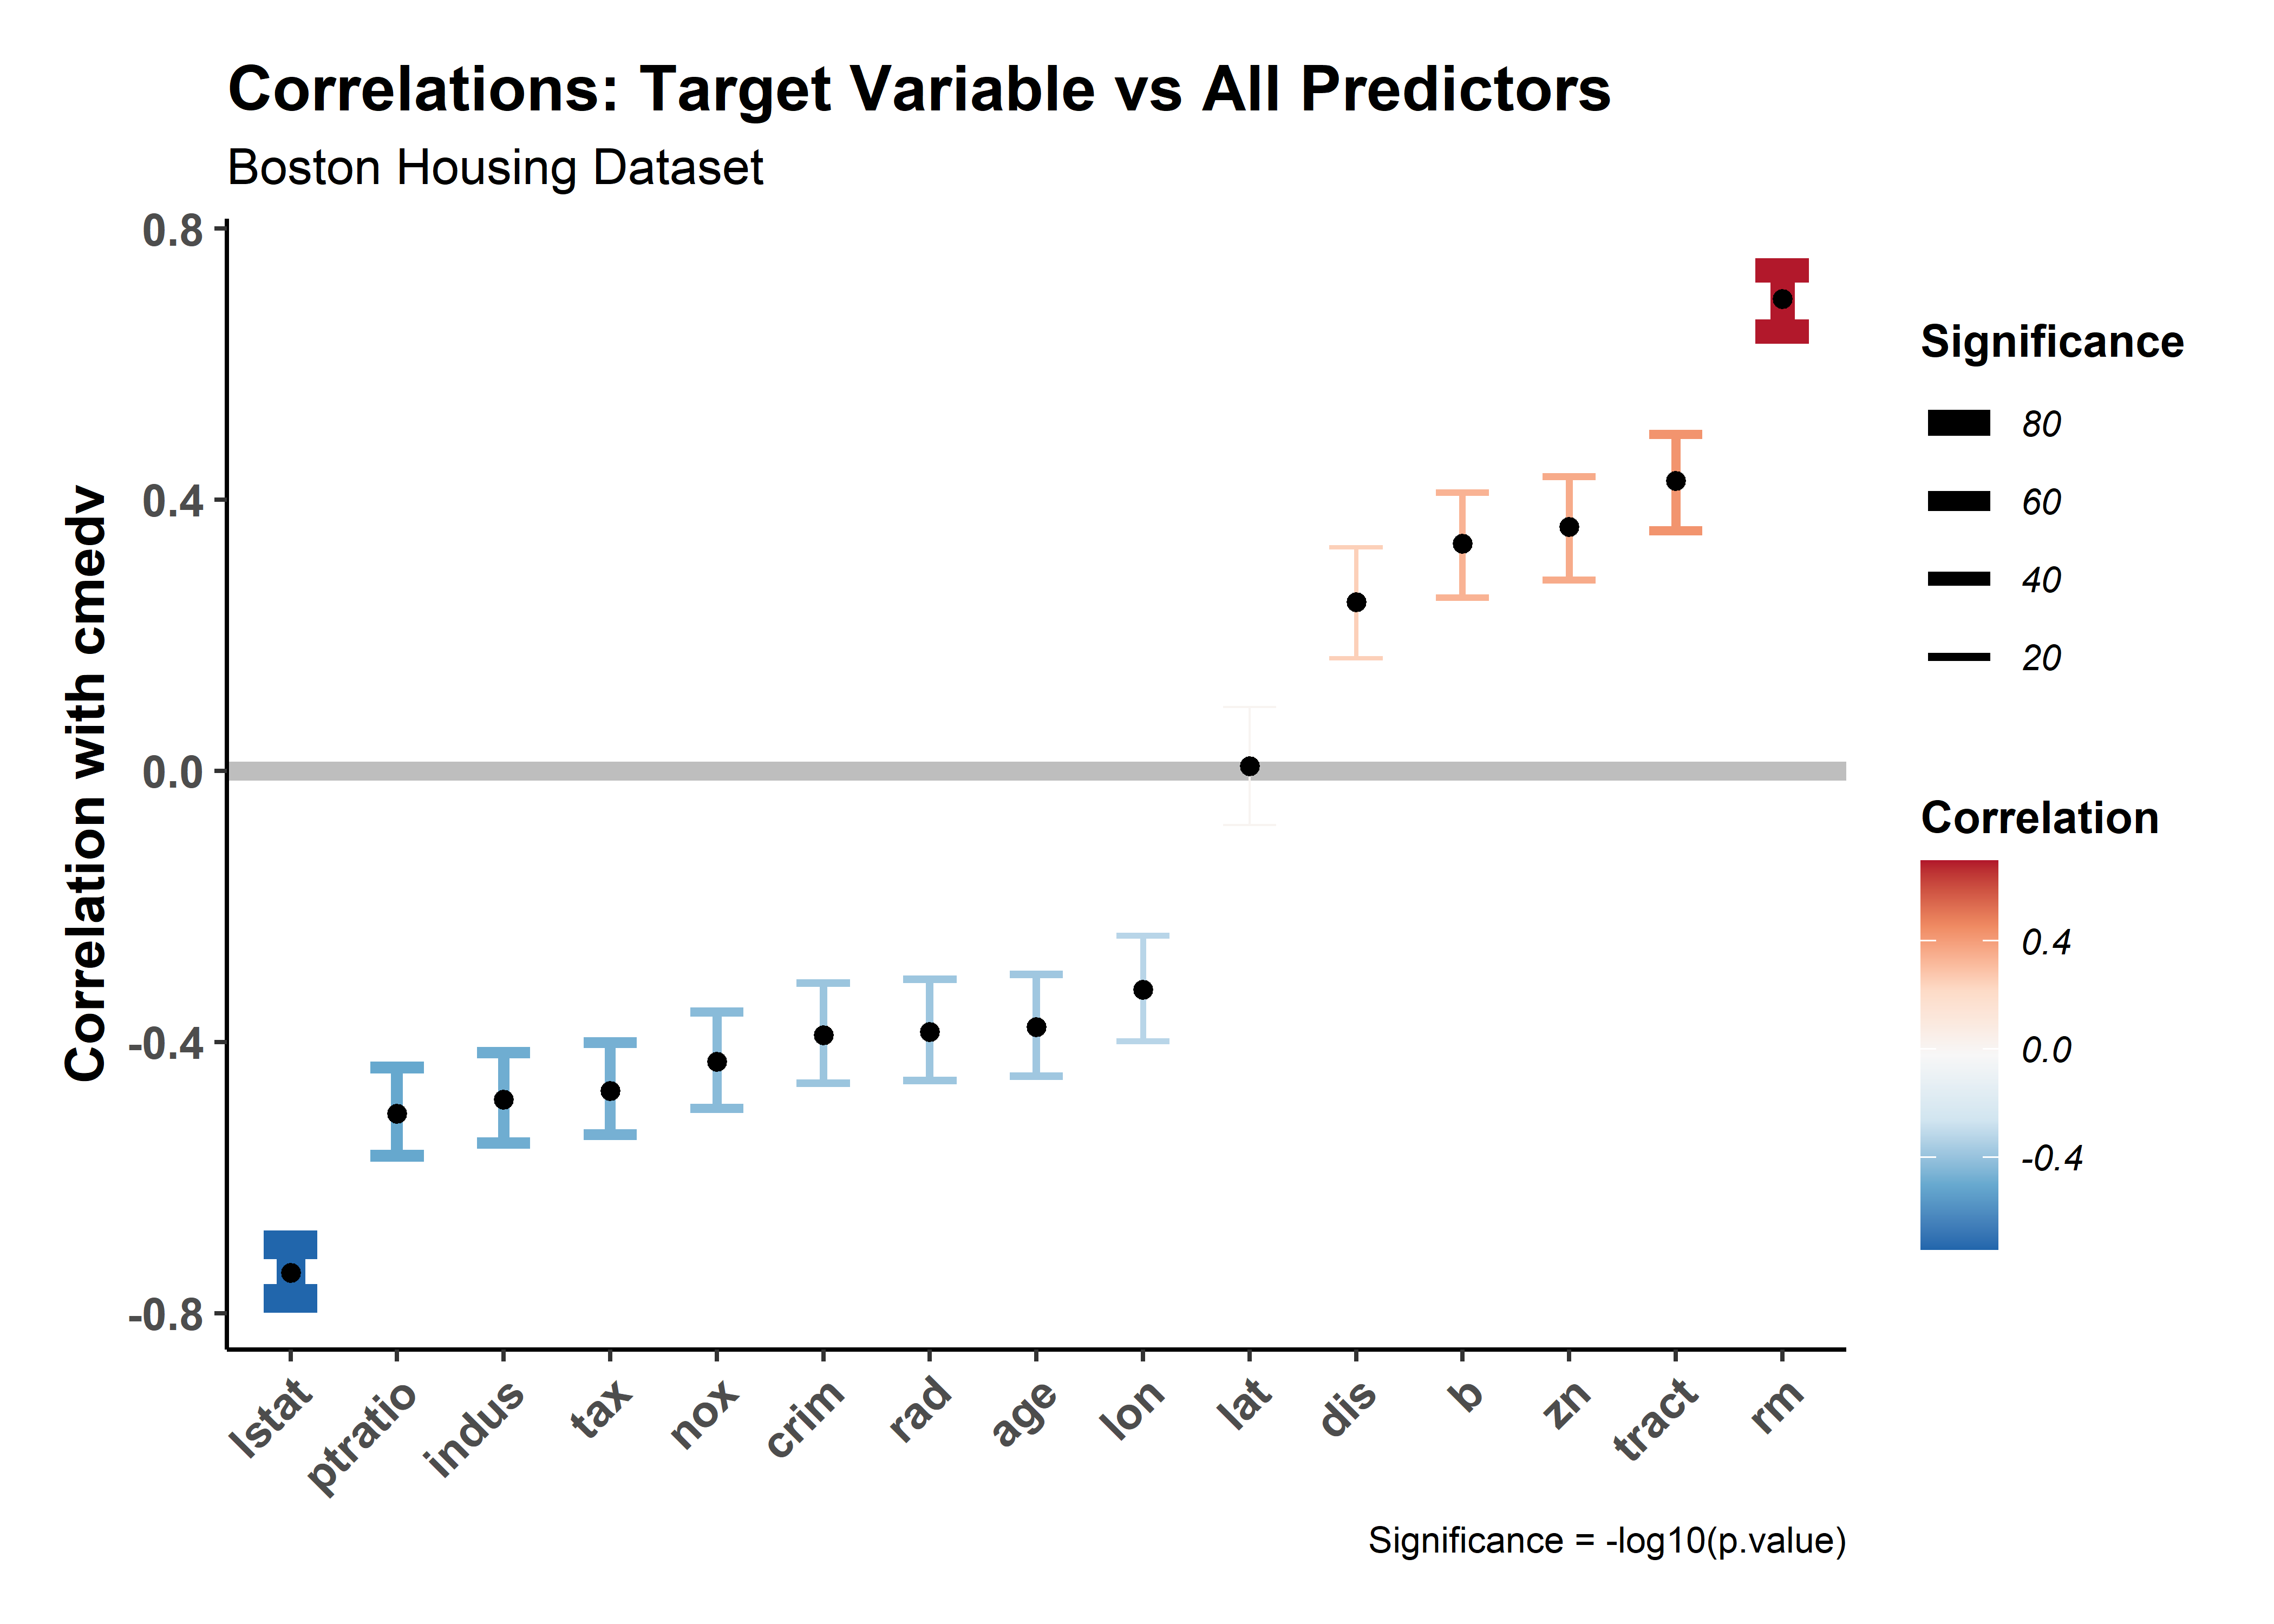 Correlations: Target Variable vs All Predictors
Boston Housing Dataset
Correlation with cmedv
0.8
0.4
0.0
-0.4
-0.8
lstat
ptratio
indus
tax
nox
crim
rad
age
lon
lat
dis
b
zn
tract
rm
Significance
80
60
40
20
Correlation
0.4
0.0
-0.4
Significance = -log10(p.value)